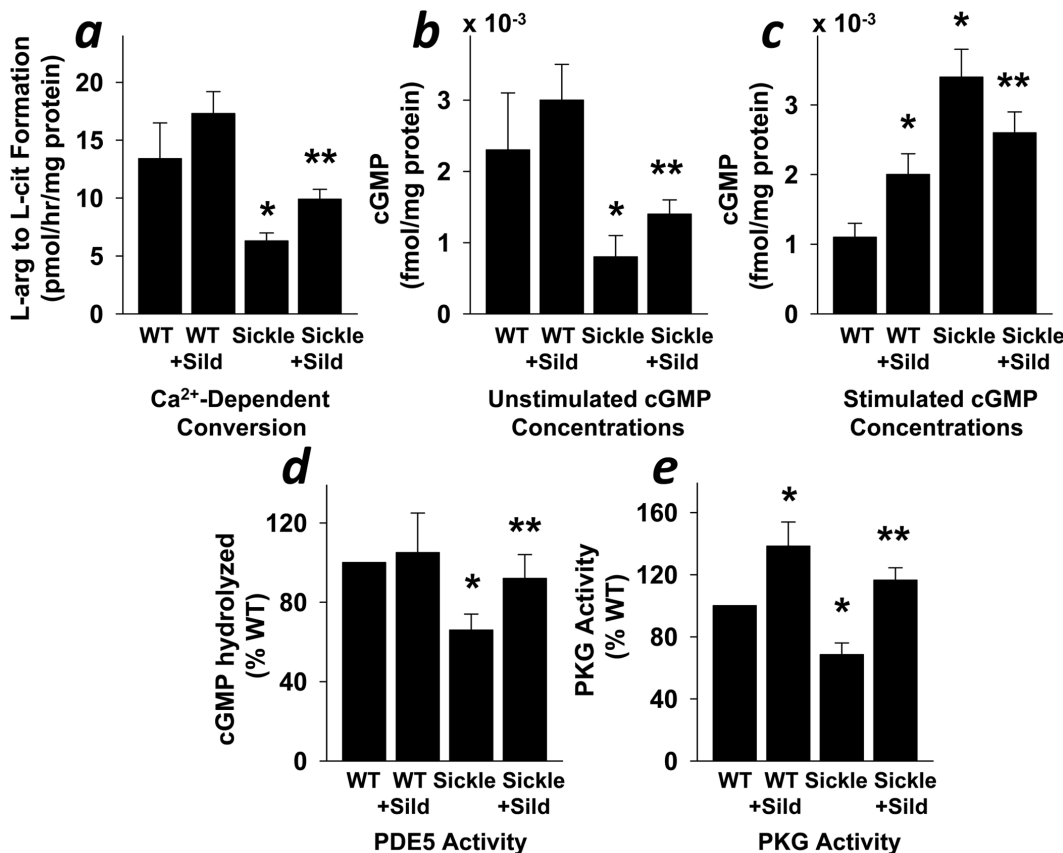 a
L-arg to L-cit Formation
(pmol/hr/mg protein)
20
15
10
5
0
*
**
WT
WT
+Sild
Sickle
Sickle
+Sild
Ca²⁺-Dependent
Conversion
b
x 10⁻³
cGMP
(fmol/mg protein)
3
2
1
0
*
**
WT
WT
+Sild
Sickle
Sickle
+Sild
Unstimulated cGMP
Concentrations
c
x 10⁻³
cGMP
(fmol/mg protein)
3
2
1
0
*
*
**
WT
WT
+Sild
Sickle
Sickle
+Sild
Stimulated cGMP
Concentrations
d
cGMP hydrolyzed
(% WT)
120
80
40
0
*
**
WT
WT
+Sild
Sickle
Sickle
+Sild
PDE5 Activity
e
PKG Activity
(% WT)
160
120
80
40
0
*
*
**
WT
WT
+Sild
Sickle
Sickle
+Sild
PKG Activity